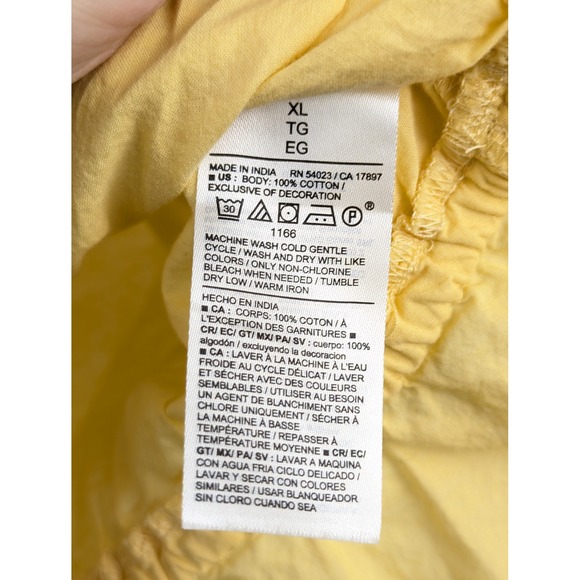 XL
TG
EG
MADE IN INDIA RN 54023 / CA 17897
■ US : BODY: 100% COTTON /
EXCLUSIVE OF DECORATION
30 P ®
1166
MACHINE WASH COLD GENTLE
CYCLE / WASH AND DRY WITH LIKE
COLORS / ONLY NON-CHLORINE
BLEACH WHEN NEEDED / TUMBLE
DRY LOW / WARM IRON
HECHO EN INDIA
■ CA : CORPS: 100% COTON / À
L'EXCEPTION DES GARNITURES ■
CR/ EC/ GT/ MX/ PA/ SV : cuerpo: 100%
algodón / excluyendo la decoracion
■ CA : LAVER À LA MACHINE À L'EAU
FROIDE AU CYCLE DÉLICAT / LAVER
ET SÉCHER AVEC DES COULEURS
SEMBLABLES / UTILISER AU BESOIN
UN AGENT DE BLANCHIMENT SANS
CHLORE UNIQUEMENT / SÉCHER À
LA MACHINE À BASSE
TEMPÉRATURE / REPASSER À
TEMPÉRATURE MOYENNE ■ CR/ EC/
GT/ MX/ PA/ SV : LAVAR A MAQUINA
CON AGUA FRIA CICLO DELICADO /
LAVAR Y SECAR CON COLORES
SIMILARES / USAR BLANQUEADOR
SIN CLORO CUANDO SEA